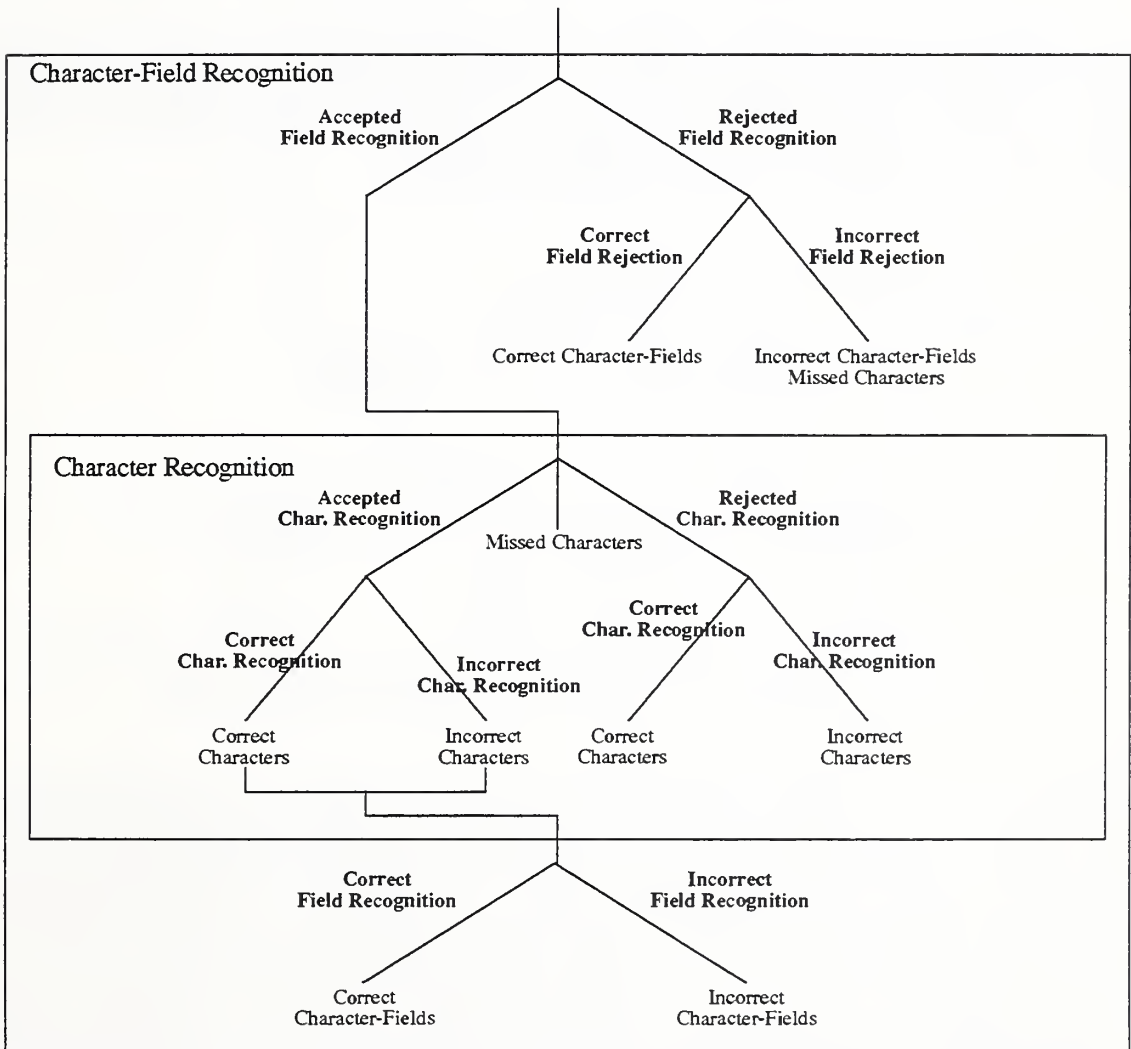 Character-Field Recognition
Accepted
Field Recognition
Rejected
Field Recognition
Correct
Field Rejection
Incorrect
Field Rejection
Correct Character-Fields
Incorrect Character-Fields
Missed Characters
Character Recognition
Accepted
Char. Recognition
Missed Characters
Rejected
Char. Recognition
Correct
Char. Recognition
Incorrect
Char. Recognition
Correct
Char. Recognition
Incorrect
Char. Recognition
Correct
Characters
Incorrect
Characters
Correct
Characters
Incorrect
Characters
Correct
Field Recognition
Incorrect
Field Recognition
Correct
Character-Fields
Incorrect
Character-Fields